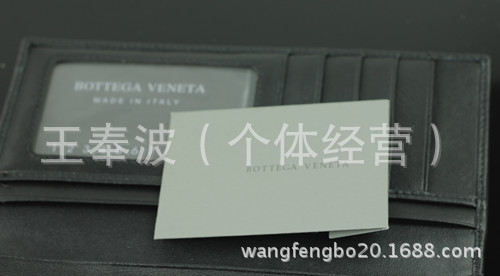 BOTTEGA VENETA
MADE IN ITALY
王奉波（个体经营）
BOTTEGA VENETA
wangfengbo20.1688.com